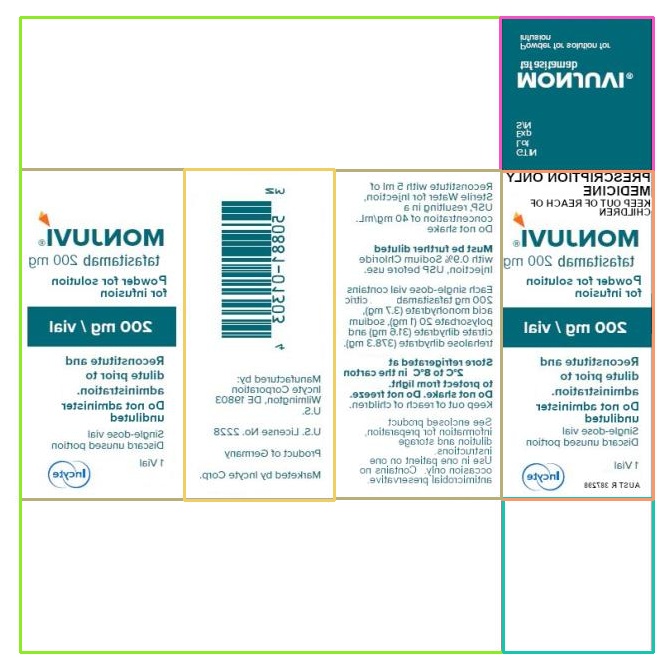 GTIN
Lot
Exp
S/N
MONJUVI®
tafasitamab
Powder for solution for
infusion
PRESCRIPTION ONLY
MEDICINE
KEEP OUT OF REACH OF
CHILDREN
MONJUVI®
tafasitamab 200 mg
Powder for solution
for infusion
200 mg / vial
Reconstitute and
dilute prior to
administration.
Do not administer
undiluted
Single-dose vial
Discard unused portion
1 Vial
Incyte
AUST R 387298
Reconstitute with 5 ml of
Sterile Water for Injection,
USP, resulting in a
concentration of 40 mg/mL.
Do not shake
Must be further diluted
with 0.9% Sodium Chloride
Injection, USP before use.
Each single-dose vial contains
200 mg tafasitamab citric
acid monohydrate (3.7 mg),
polysorbate 20 (1 mg), sodium
citrate dihydrate (31.6 mg) and
trehalose dihydrate (378.3 mg).
Store refrigerated at
2°C to 8°C in the carton
to protect from light.
Do not shake. Do not freeze.
Keep out of reach of children.
See enclosed product
information for preparation,
dilution and storage
instructions.
Use in one patient on one
occasion only. Contains no
antimicrobial preservative.
3N
50881-01303
4
Manufactured by:
Incyte Corporation
Wilmington, DE 19803
U.S.
U.S. License No. 2228
Product of Germany
Marketed by Incyte Corp.
MONJUVI®
tafasitamab 200 mg
Powder for solution
for infusion
200 mg / vial
Reconstitute and
dilute prior to
administration.
Do not administer
undiluted
Single-dose vial
Discard unused portion
1 Vial
Incyte